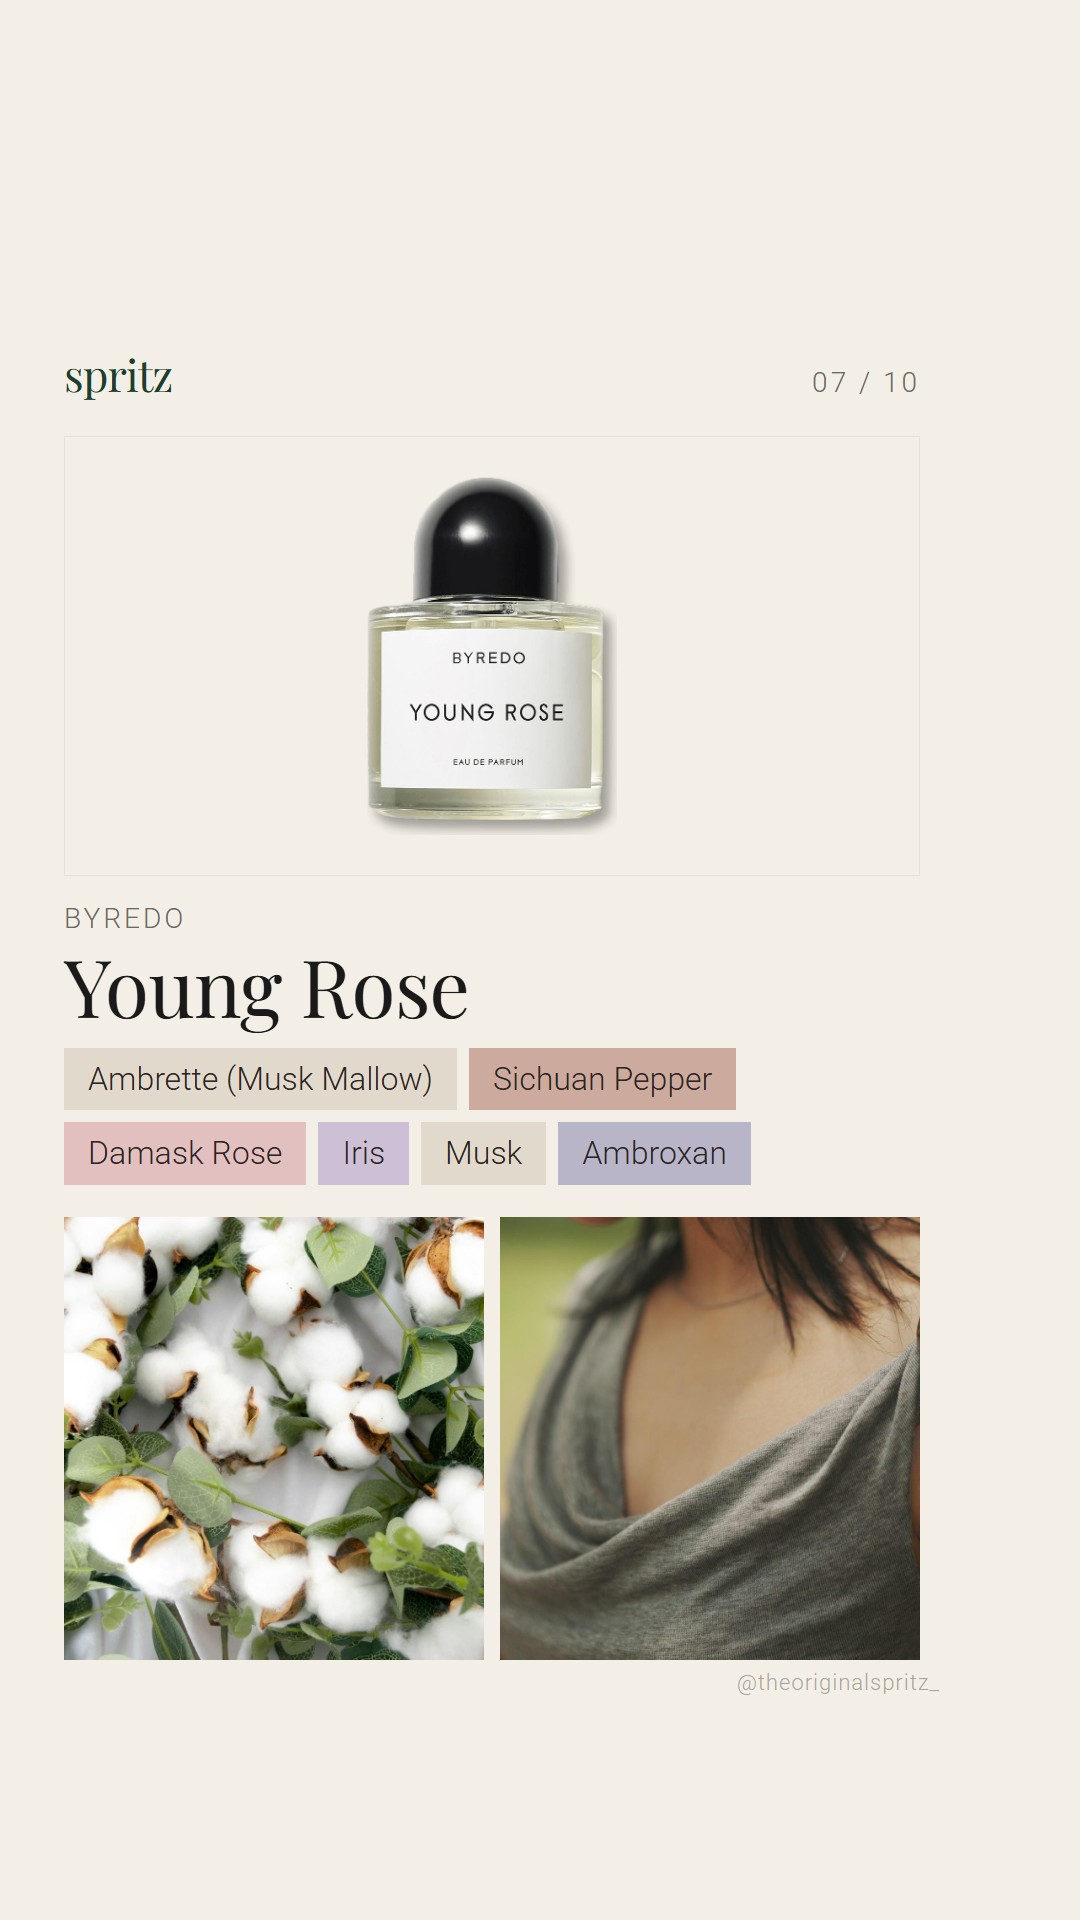 spritz
07 / 10
BYREDO
YOUNG ROSE
EAU DE PARFUM
BYREDO
Young Rose
Ambrette (Musk Mallow) Sichuan Pepper
Damask Rose Iris Musk Ambroxan
@theoriginalspritz_